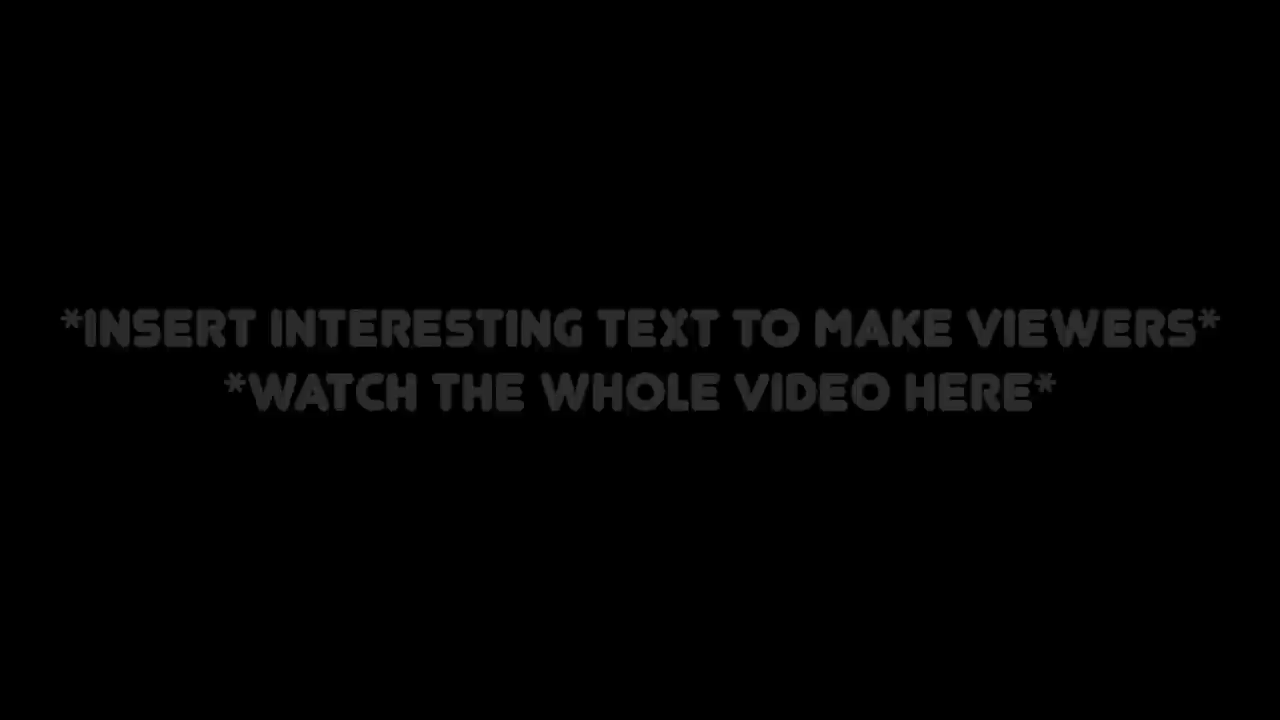 *INSERT INTERESTING TEXT TO MAKE VIEWERS*
*WATCH THE WHOLE VIDEO HERE*